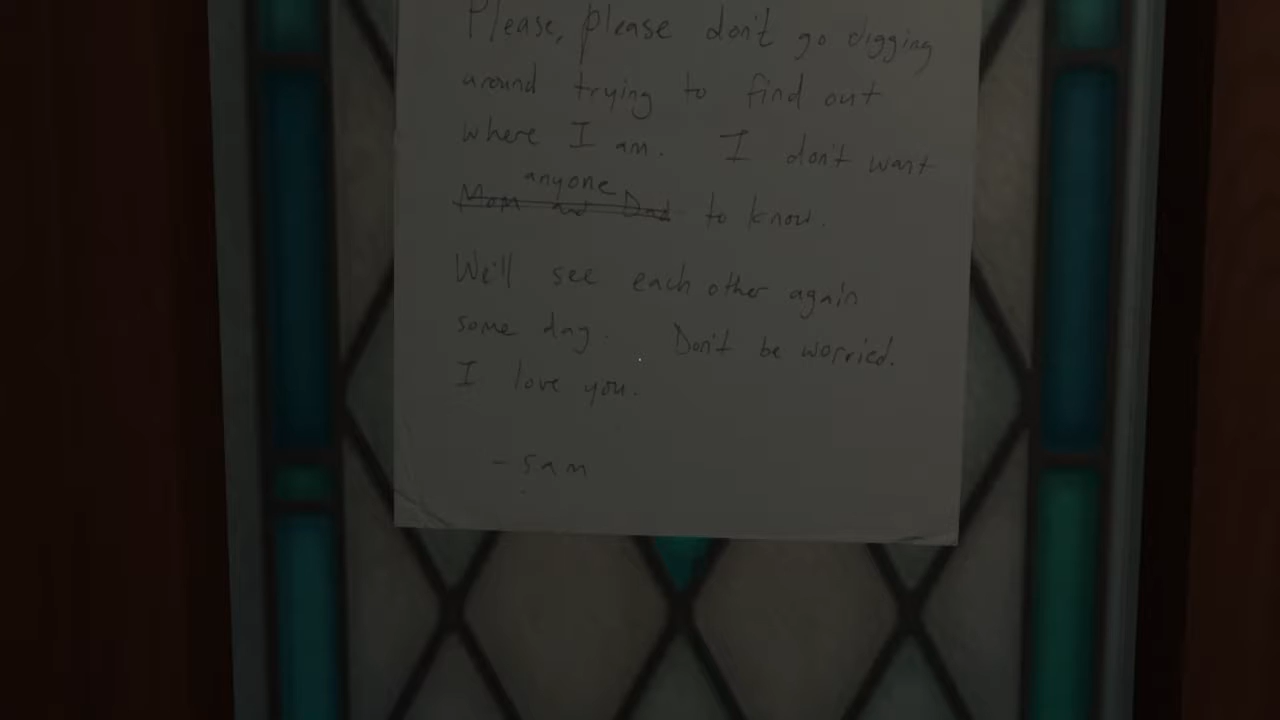 Please, please don't go digging
around trying to find out
where I am. I don't want
anyone
Mom and Dad to know.
We'll see each other again
some day. Don't be worried.
I love you.
- Sam